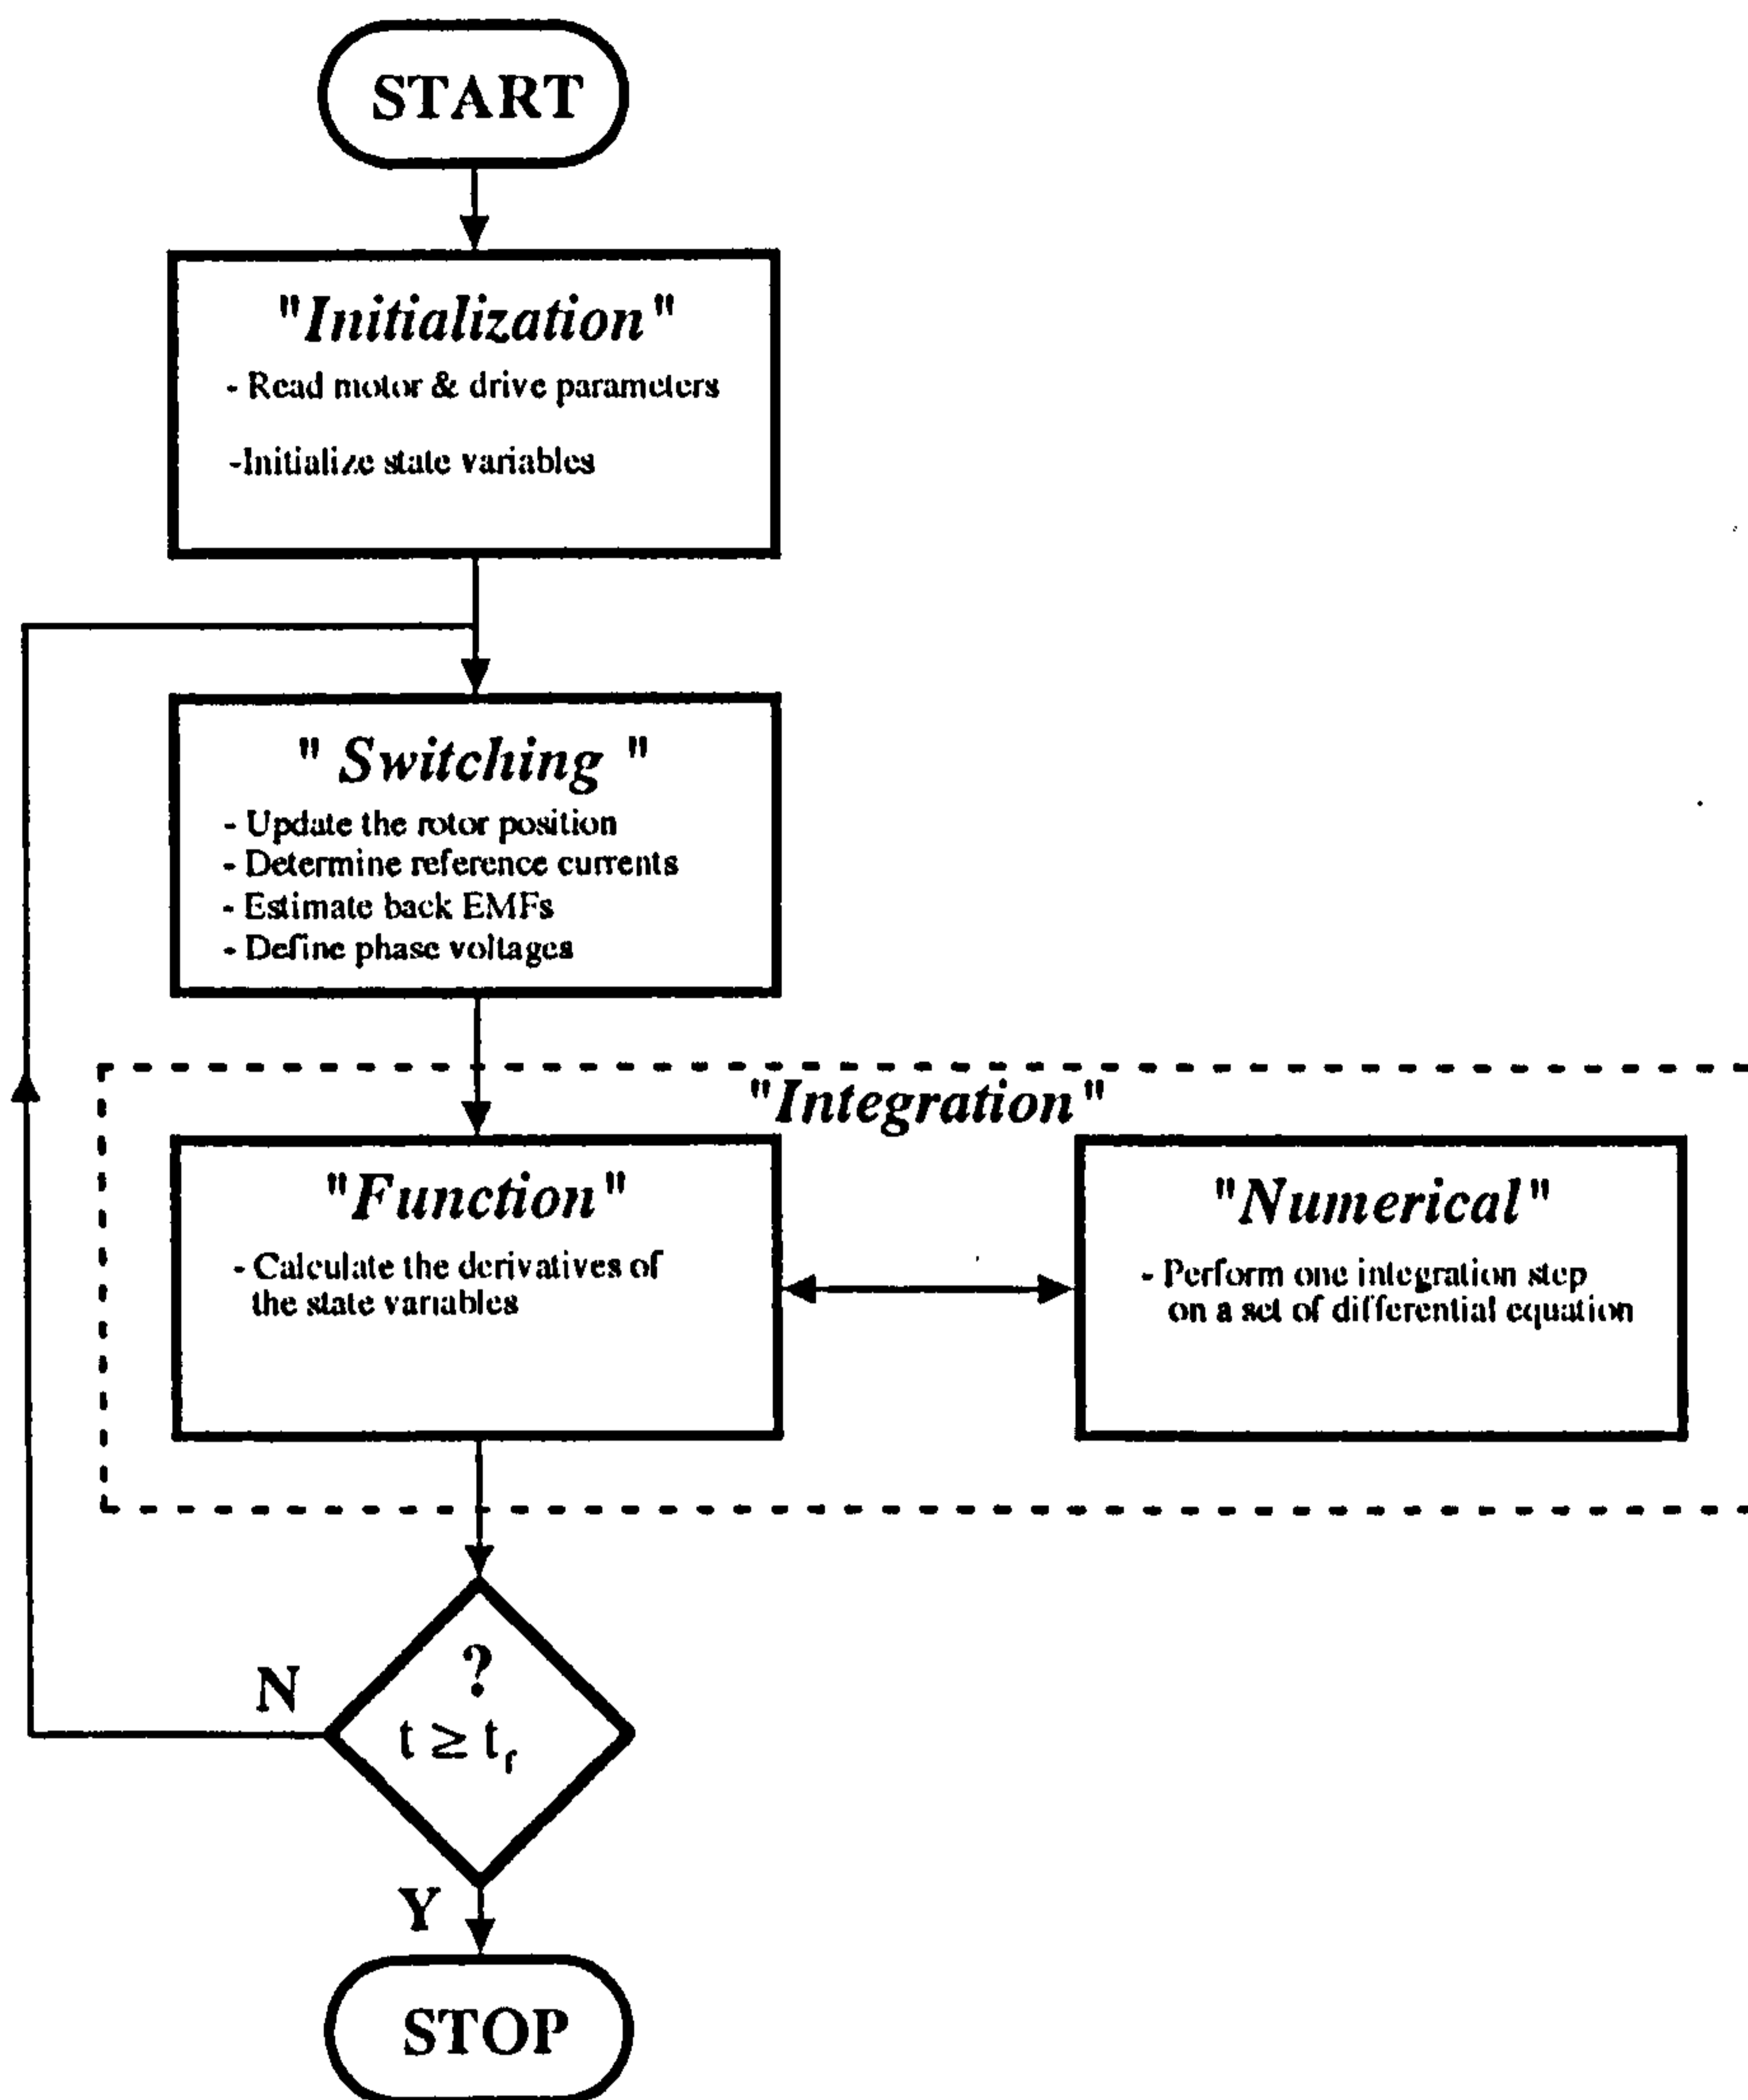 START
"Initialization"
- Read motor & drive parameters
-Initialize state variables
" Switching "
- Update the rotor position
- Determine reference currents
- Estimate back EMFs
- Define phase voltages
"Integration"
"Function"
- Calculate the derivatives of
the state variables
"Numerical"
- Perform one integration step
on a set of differential equation
?
t ≥ t_f
N
Y
STOP